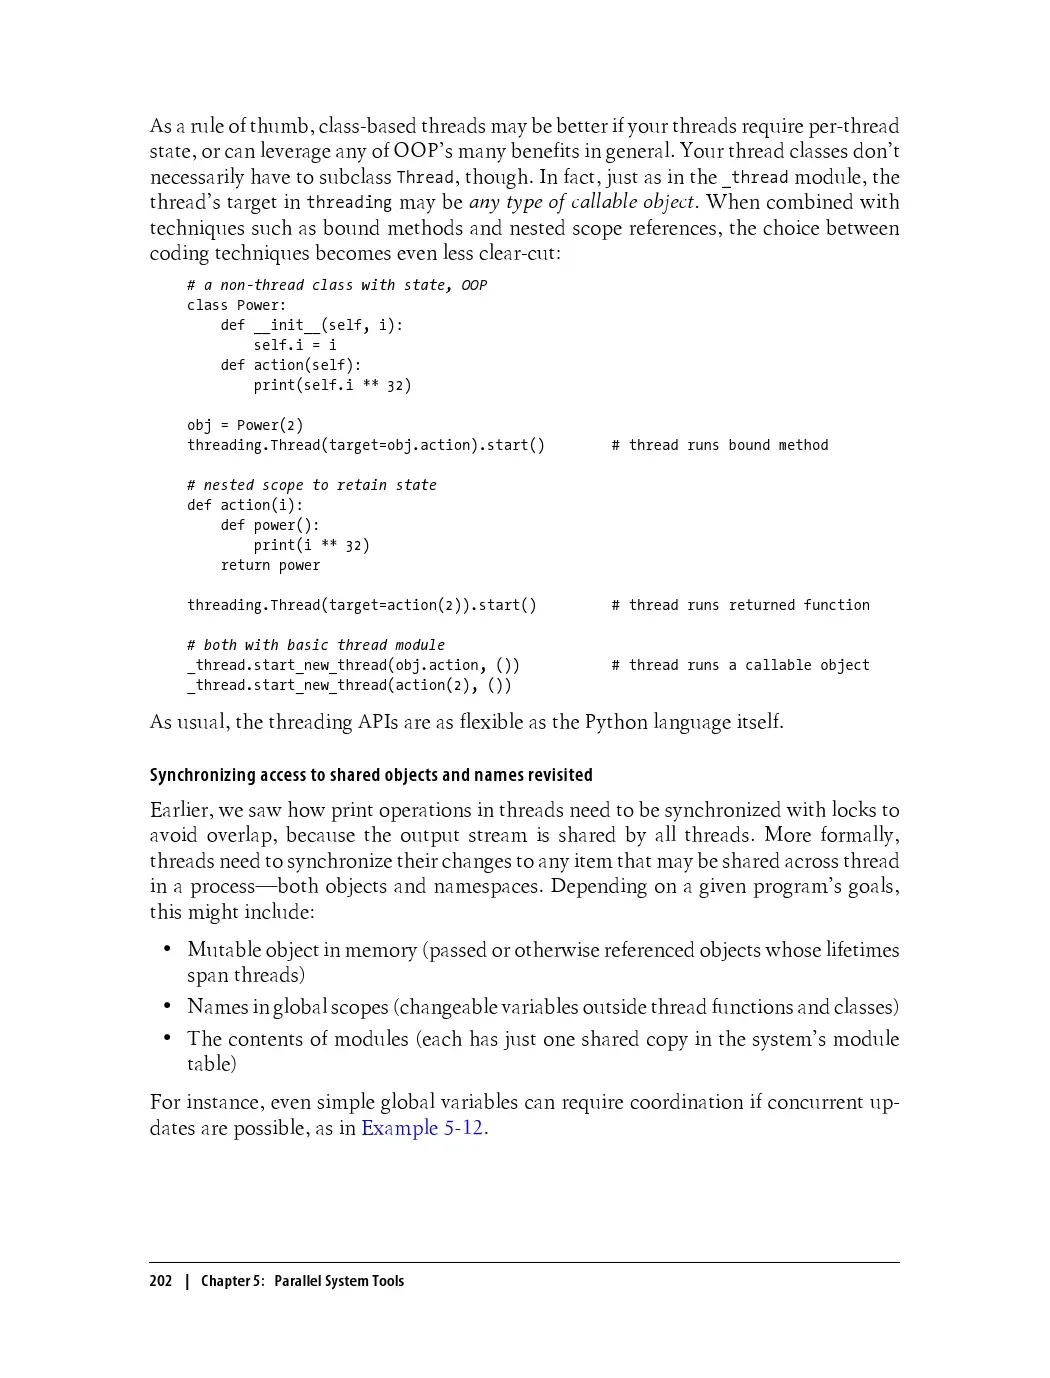 As a rule of thumb, class-based threads may be better if your threads require per-thread
state, or can leverage any of OOP’s many benefits in general. Your thread classes don’t
necessarily have to subclass Thread, though. In fact, just as in the _thread module, the
thread’s target in threading may be any type of callable object. When combined with
techniques such as bound methods and nested scope references, the choice between
coding techniques becomes even less clear-cut:
# a non-thread class with state, OOP
class Power:
    def __init__(self, i):
        self.i = i
    def action(self):
        print(self.i ** 32)
obj = Power(2)
threading.Thread(target=obj.action).start()        # thread runs bound method
# nested scope to retain state
def action(i):
    def power():
        print(i ** 32)
    return power
threading.Thread(target=action(2)).start()         # thread runs returned function
# both with basic thread module
_thread.start_new_thread(obj.action, ())           # thread runs a callable object
_thread.start_new_thread(action(2), ())
As usual, the threading APIs are as flexible as the Python language itself.
Synchronizing access to shared objects and names revisited
Earlier, we saw how print operations in threads need to be synchronized with locks to
avoid overlap, because the output stream is shared by all threads. More formally,
threads need to synchronize their changes to any item that may be shared across thread
in a process—both objects and namespaces. Depending on a given program’s goals,
this might include:
• Mutable object in memory (passed or otherwise referenced objects whose lifetimes
span threads)
• Names in global scopes (changeable variables outside thread functions and classes)
• The contents of modules (each has just one shared copy in the system’s module
table)
For instance, even simple global variables can require coordination if concurrent up-
dates are possible, as in Example 5-12.
202 | Chapter 5: Parallel System Tools